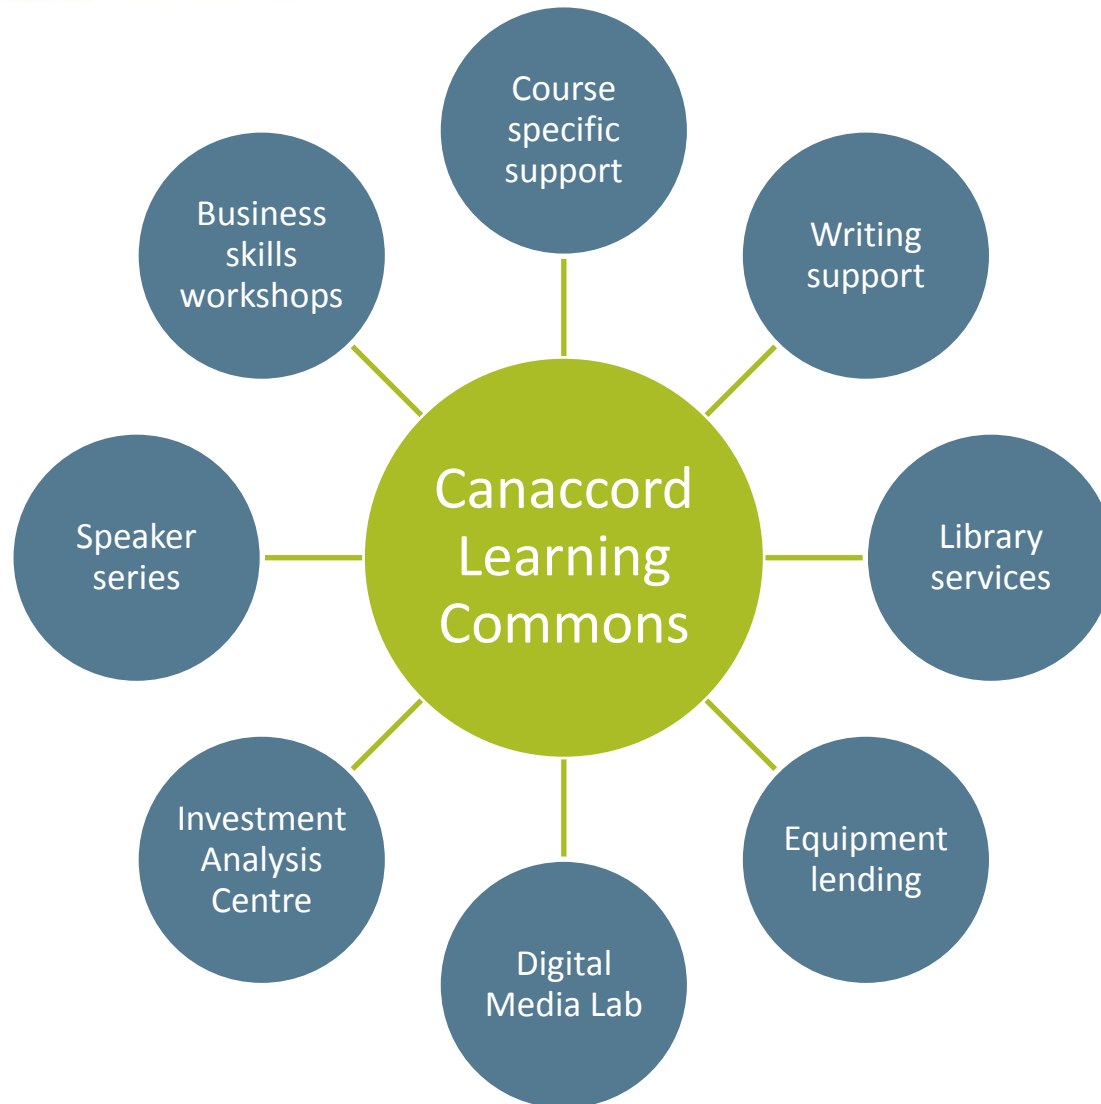 Course
specific
support
Writing
support
Library
services
Equipment
lending
Digital
Media Lab
Investment
Analysis
Centre
Speaker
series
Business
skills
workshops
Canaccord
Learning
Commons